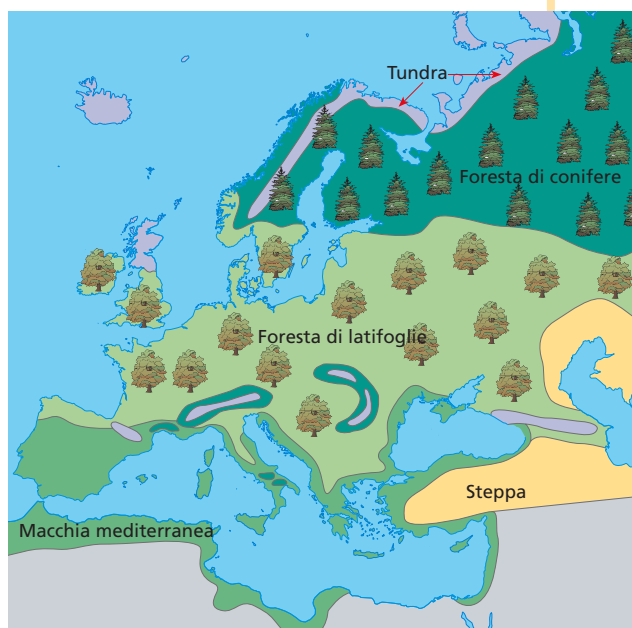 Tundra
Foresta di conifere
Foresta di latifoglie
Steppa
Macchia mediterranea